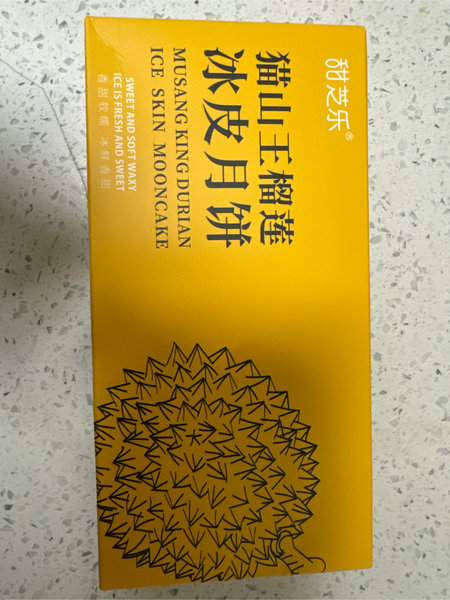 甜芝乐®
猫山王榴莲
冰皮月饼
MUSANG KING DURIAN
ICE SKIN MOONCAKE
SWEET AND SOFT WAXY
ICE IS FRESH AND SWEET
香甜软糯 冰鲜香甜